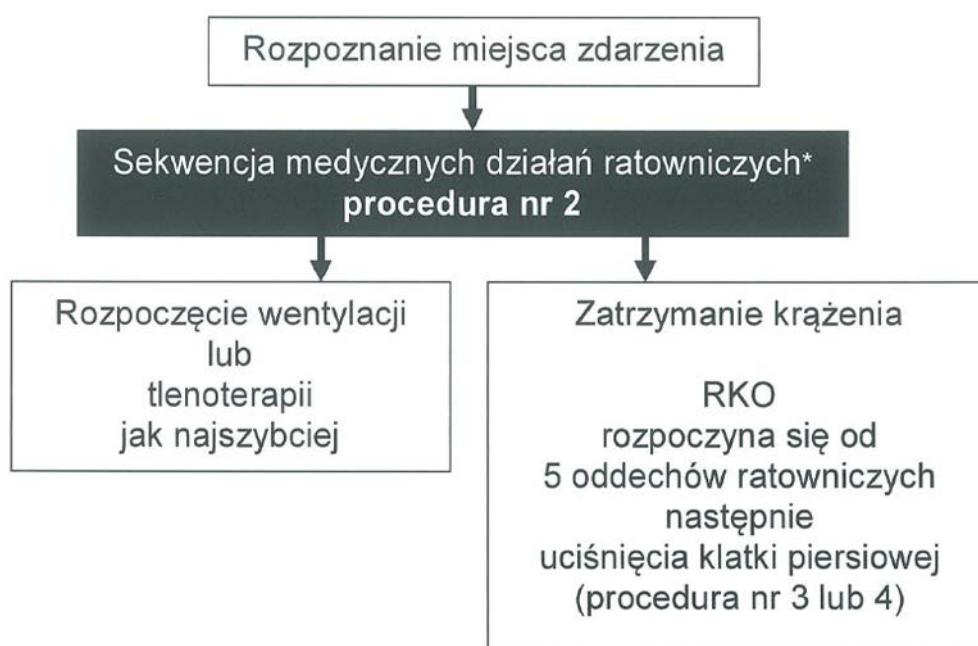 Rozpoznanie miejsca zdarzenia
Sekwencja medycznych działań ratowniczych*
procedura nr 2
Rozpoczęcie wentylacji
lub
tlenoterapii
jak najszybciej
Zatrzymanie krążenia
RKO
rozpoczyna się od
5 oddechów ratowniczych
następnie
uciśnięcia klatki piersiowej
(procedura nr 3 lub 4)